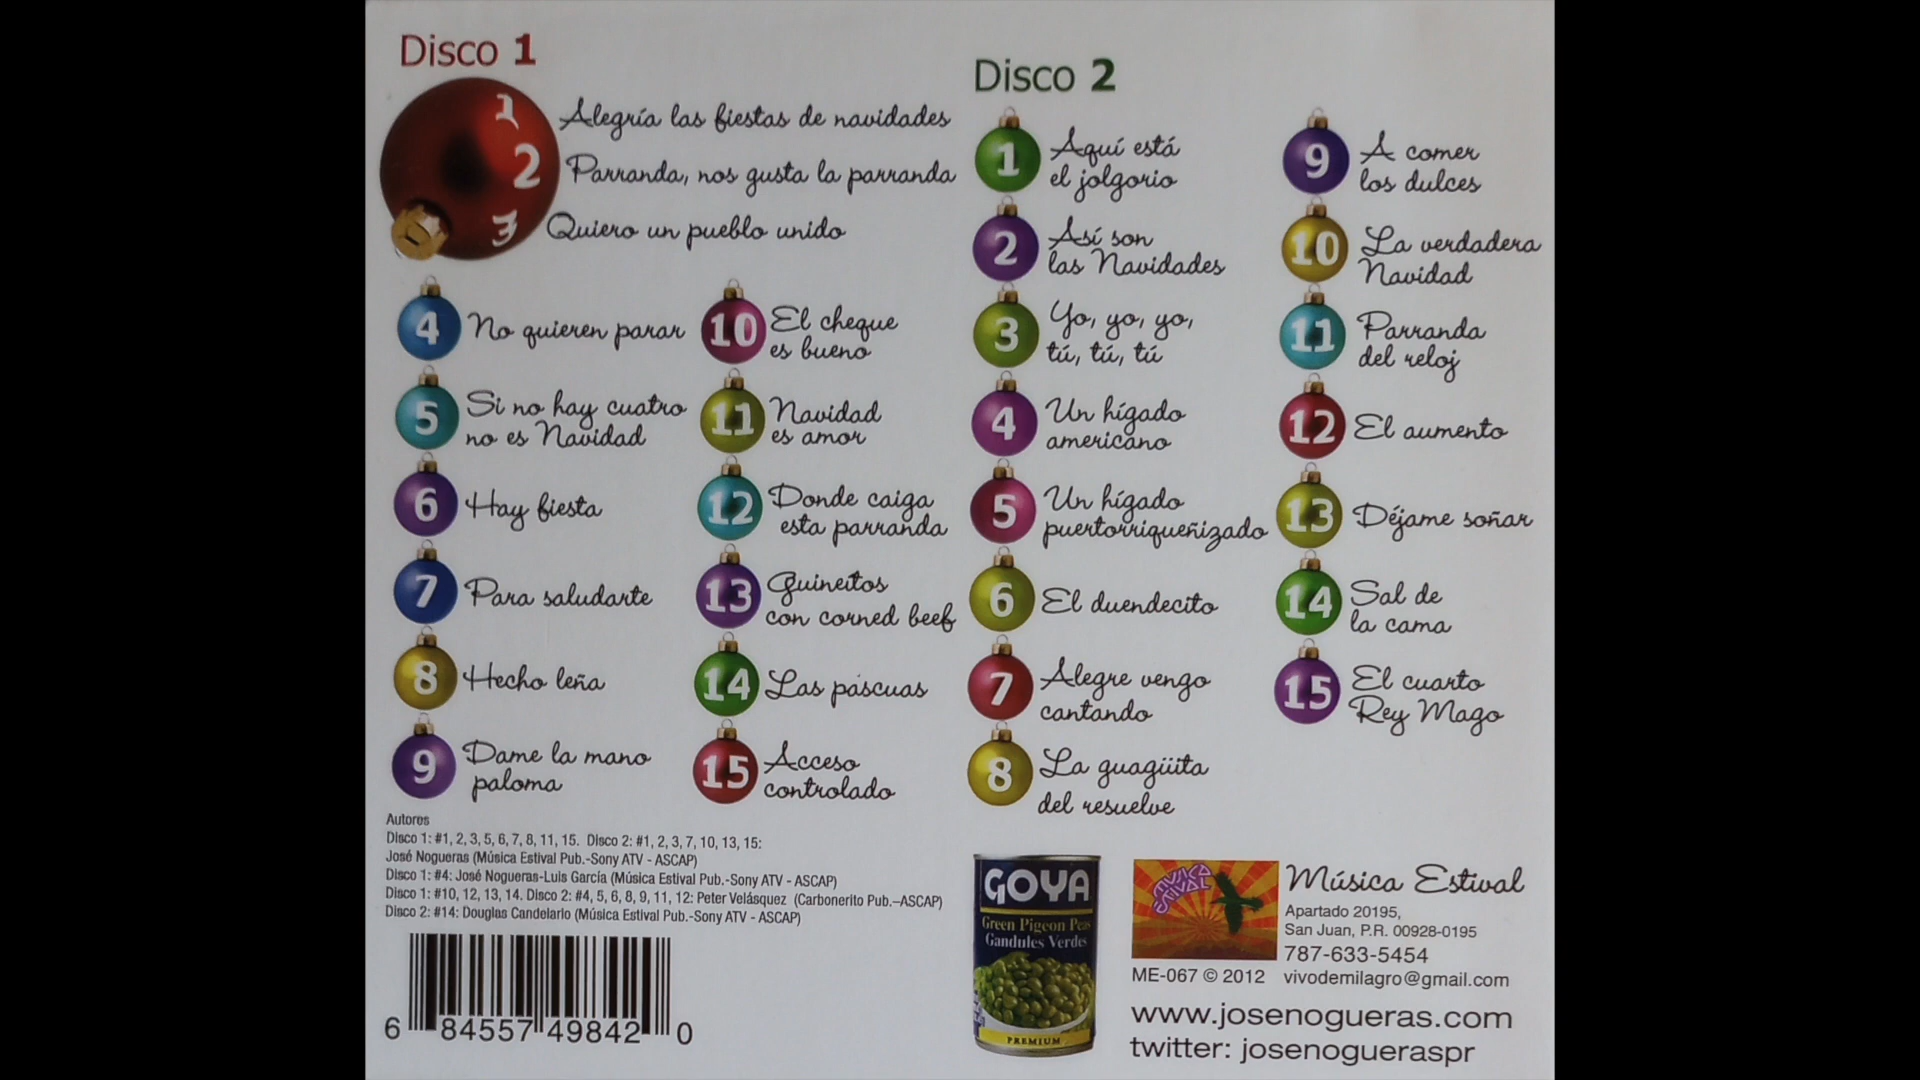 Disco 1
1 Alegría las fiestas de navidades
2 Parranda, nos gusta la parranda
3 Quiero un pueblo unido
4 No quieren parar
5 Si no hay cuatro
no es Navidad
6 Hay fiesta
7 Para saludarte
8 Hecho leña
9 Dame la mano
paloma
10 El cheque
es bueno
11 Navidad
es amor
12 Donde caiga
esta parranda
13 Guineitos
con corned beef
14 Las páscuas
15 Acceso
controlado
Disco 2
1 Aquí está
el jolgorio
2 Así son
las Navidades
3 Yo, yo, yo,
tú, tú, tú
4 Un hígado
americano
5 Un hígado
puertorriqueñizado
6 El duendecito
7 Alegre vengo
cantando
8 La guagüita
del resuelve
9 A comer
los dulces
10 La verdadera
Navidad
11 Parranda
del reloj
12 El aumento
13 Déjame soñar
14 Sal de
la cama
15 El cuarto
Rey Mago
Autores
Disco 1: #1, 2, 3, 5, 6, 7, 8, 11, 15. Disco 2: #1, 2, 3, 7, 10, 13, 15:
José Nogueras (Música Estival Pub.-Sony ATV - ASCAP)
Disco 1: #4: José Nogueras-Luis García (Música Estival Pub.-Sony ATV - ASCAP)
Disco 1: #10, 12, 13, 14. Disco 2: #4, 5, 6, 8, 9, 11, 12: Peter Velásquez (Carbonerito Pub.–ASCAP)
Disco 2: #14: Douglas Candelario (Música Estival Pub.-Sony ATV - ASCAP)
6 84557 49842 0
GOYA
Green Pigeon Peas
Gandules Verdes
PREMIUM
MUSICA
ESTIVAL
Música Estival
Apartado 20195,
San Juan, P.R. 00928-0195
787-633-5454
ME-067 © 2012 vivodemilagro@gmail.com
www.josenogueras.com
twitter: josenogueraspr